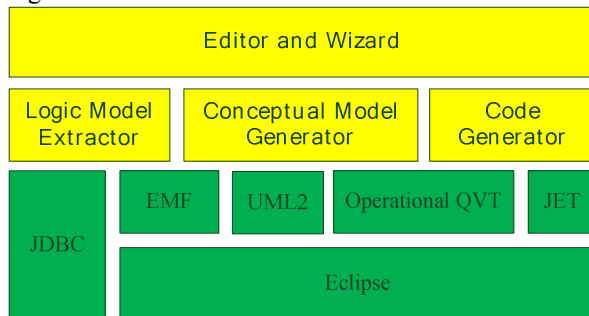 Editor and Wizard
Logic Model
Extractor
Conceptual Model
Generator
Code
Generator
JDBC
EMF
UML2
Operational QVT
JET
Eclipse